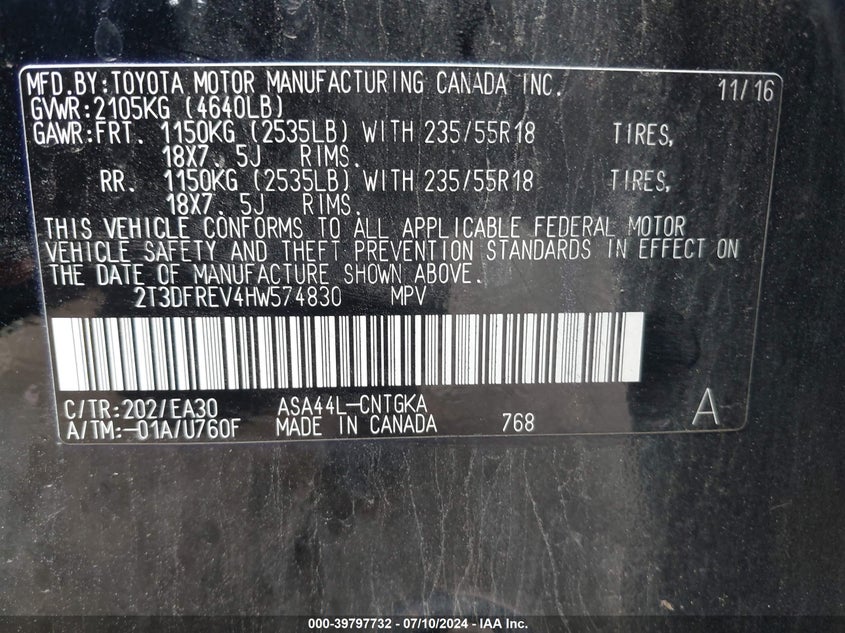 MFD.BY:TOYOTA MOTOR MANUFACTURING CANADA INC. 11/16
GVWR:2105KG (4640LB)
GAWR:FRT. 1150KG (2535LB) WITH 235/55R18 TIRES,
18X7. 5J RIMS.
RR. 1150KG (2535LB) WITH 235/55R18 TIRES,
18X7. 5J RIMS.
THIS VEHICLE CONFORMS TO ALL APPLICABLE FEDERAL MOTOR
VEHICLE SAFETY AND THEFT PREVENTION STANDARDS IN EFFECT ON
THE DATE OF MANUFACTURE SHOWN ABOVE.
2T3DFREV4HW574830 MPV
C/TR:202/EA30 ASA44L-CNTGKA A
A/TM:-01A/U760F MADE IN CANADA 768
000-39797732 - 07/10/2024 - IAA Inc.